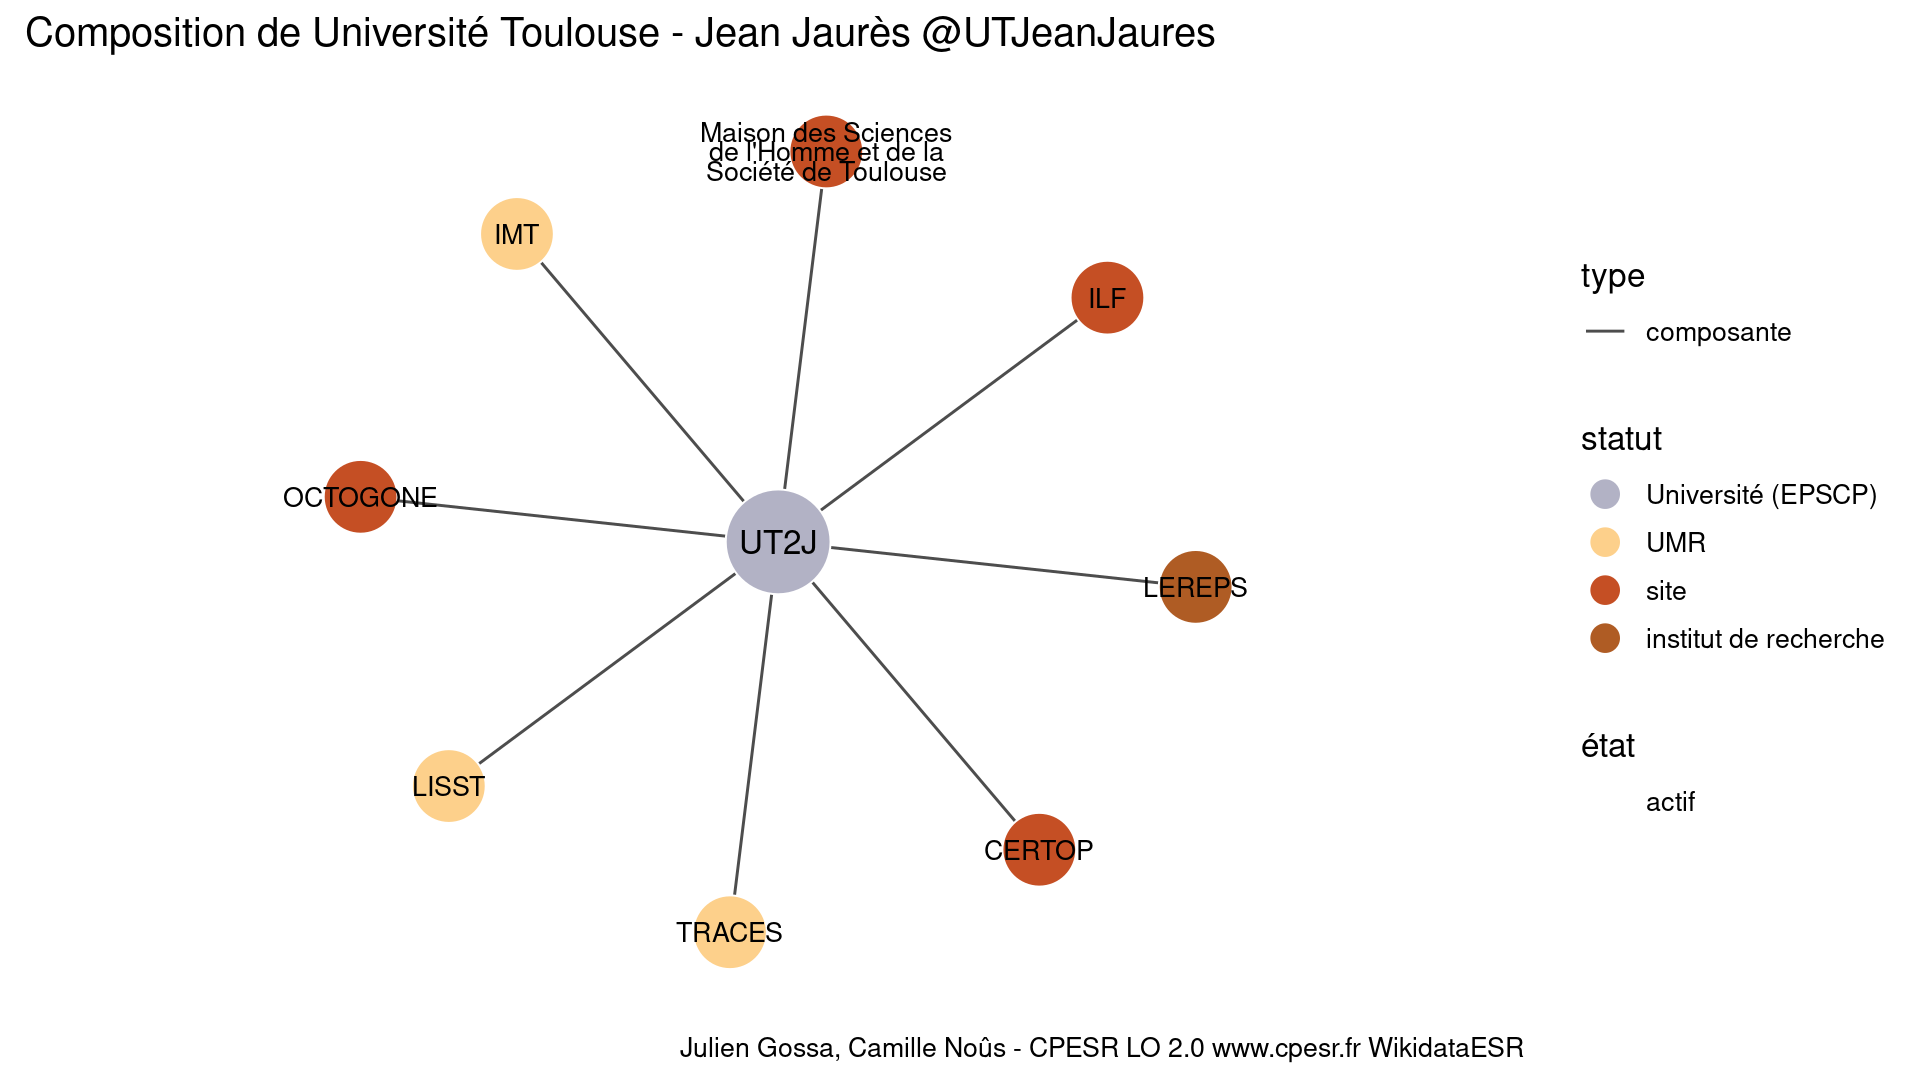 Composition de Université Toulouse - Jean Jaurès @UTJeanJaures
Maison des Sciences
de l'Homme et de la
Société de Toulouse
IMT
ILF
OCTOGONE
UT2J
LEREPS
LISST
CERTOP
TRACES
type
composante
statut
Université (EPSCP)
UMR
site
institut de recherche
état
actif
Julien Gossa, Camille Noûs - CPESR LO 2.0 www.cpesr.fr WikidataESR